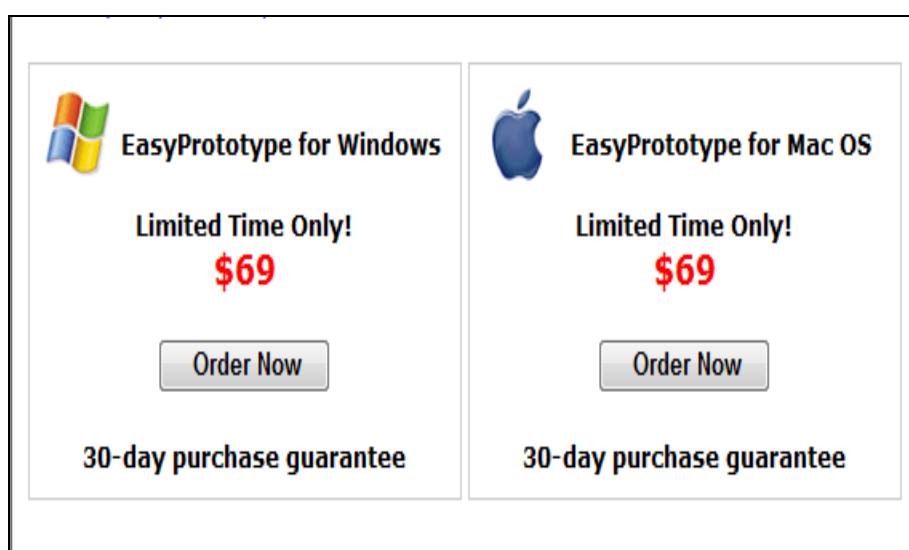 EasyPrototype for Windows
Limited Time Only!
$69
Order Now
30-day purchase guarantee
EasyPrototype for Mac OS
Limited Time Only!
$69
Order Now
30-day purchase guarantee